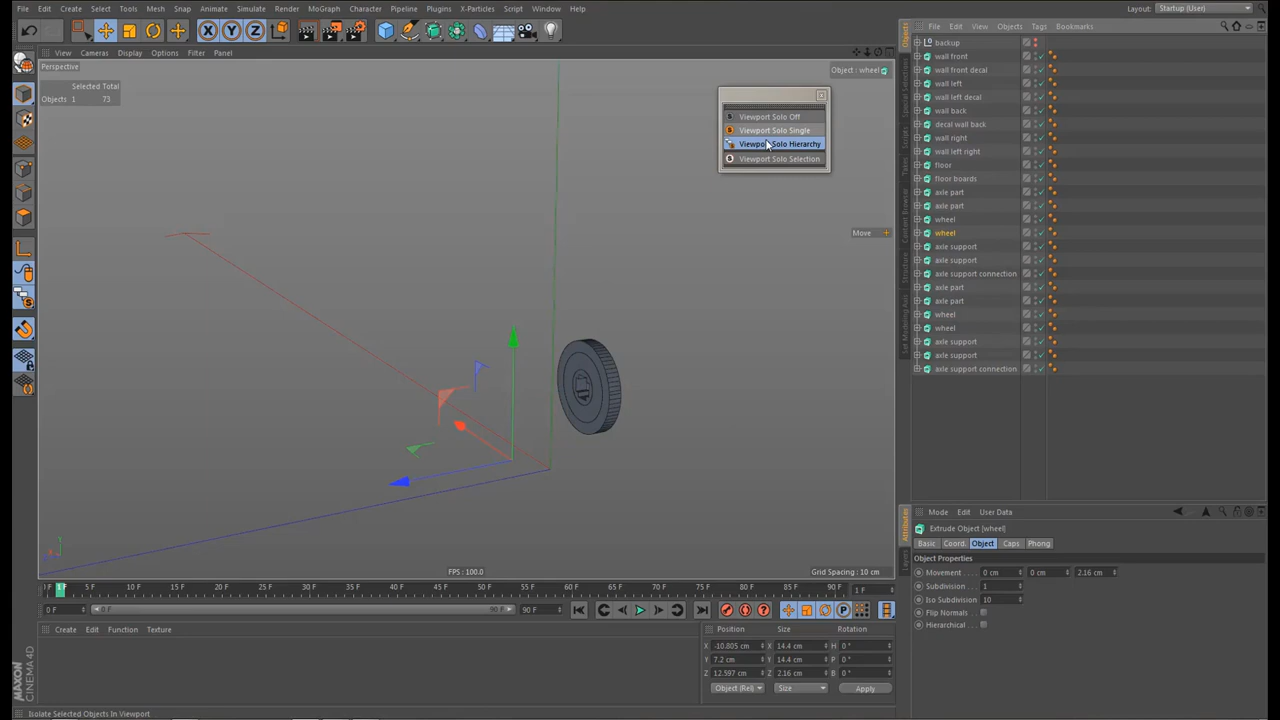 File Edit Create Select Tools Mesh Snap Animate Simulate Render MoGraph Character Pipeline Plugins X-Particles Script Window Help
Layout: Startup (User)
X Y Z
File Edit View Objects Tags Bookmarks
View Cameras Display Options Filter Panel
Perspective
Object : wheel
Selected Total
Objects 1 73
Viewport Solo Off
Viewport Solo Single
Viewport Solo Hierarchy
Viewport Solo Selection
Move
backup
wall front
wall front decal
wall left
wall left decal
wall back
decal wall back
wall right
wall left right
floor
floor boards
axle part
axle part
wheel
wheel
axle support
axle support
axle support connection
axle part
axle part
wheel
wheel
axle support
axle support
axle support connection
Objects
Content Browser
Structure
Attributes
Layers
Mode Edit User Data
Extrude Object [wheel]
Basic Coord. Object Caps Phong
Object Properties
Movement . . . . 0 cm 0 cm 2.16 cm
Subdivision . . . 1
Iso Subdivision 10
Flip Normals
Hierarchical
FPS : 100.0
Grid Spacing : 10 cm
0 F 1 F 5 F 10 F 15 F 20 F 25 F 30 F 35 F 40 F 45 F 50 F 55 F 60 F 65 F 70 F 75 F 80 F 85 F 90 F 1 F
0 F 0 F 90 F 90 F
Create Edit Function Texture
Position Size Rotation
X -10.805 cm X 14.4 cm H 0 °
Y 7.2 cm Y 14.4 cm P 0 °
Z 12.597 cm Z 2.16 cm B 0 °
Object (Rel) Size Apply
MAXON CINEMA 4D
Isolate Selected Objects In Viewport